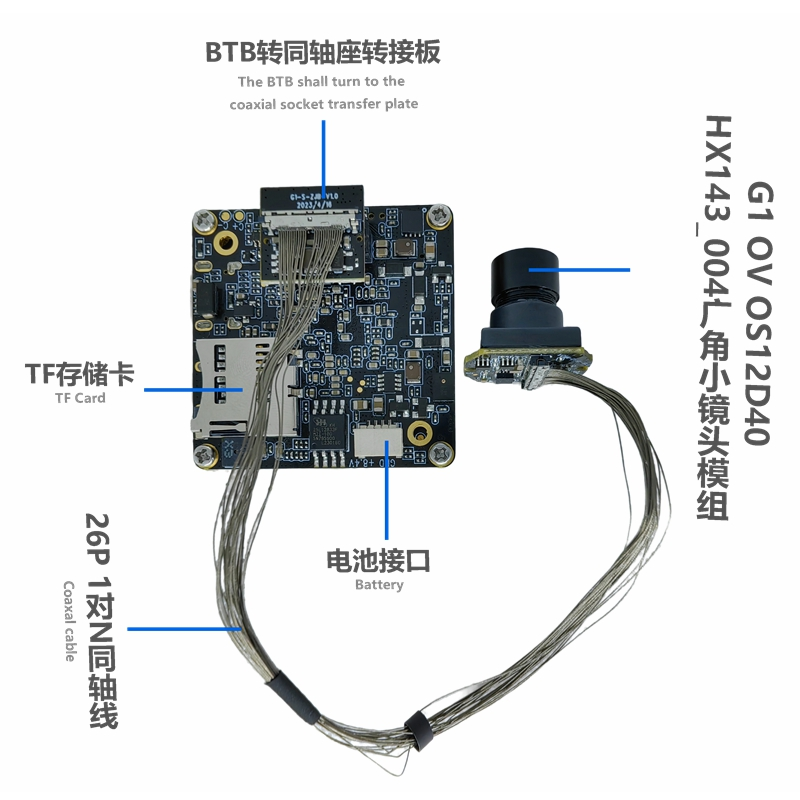 BTB转同轴座转接板
The BTB shall turn to the
coaxial socket transfer plate
G1-S-ZJB V1.0
2023/4/16
C+
G1 OV OS12D40
HX143_004广角小镜头模组
TF存储卡
TF Card
GND +8.4V
电池接口
Battery
26P 1对N同轴线
Coaxal cable